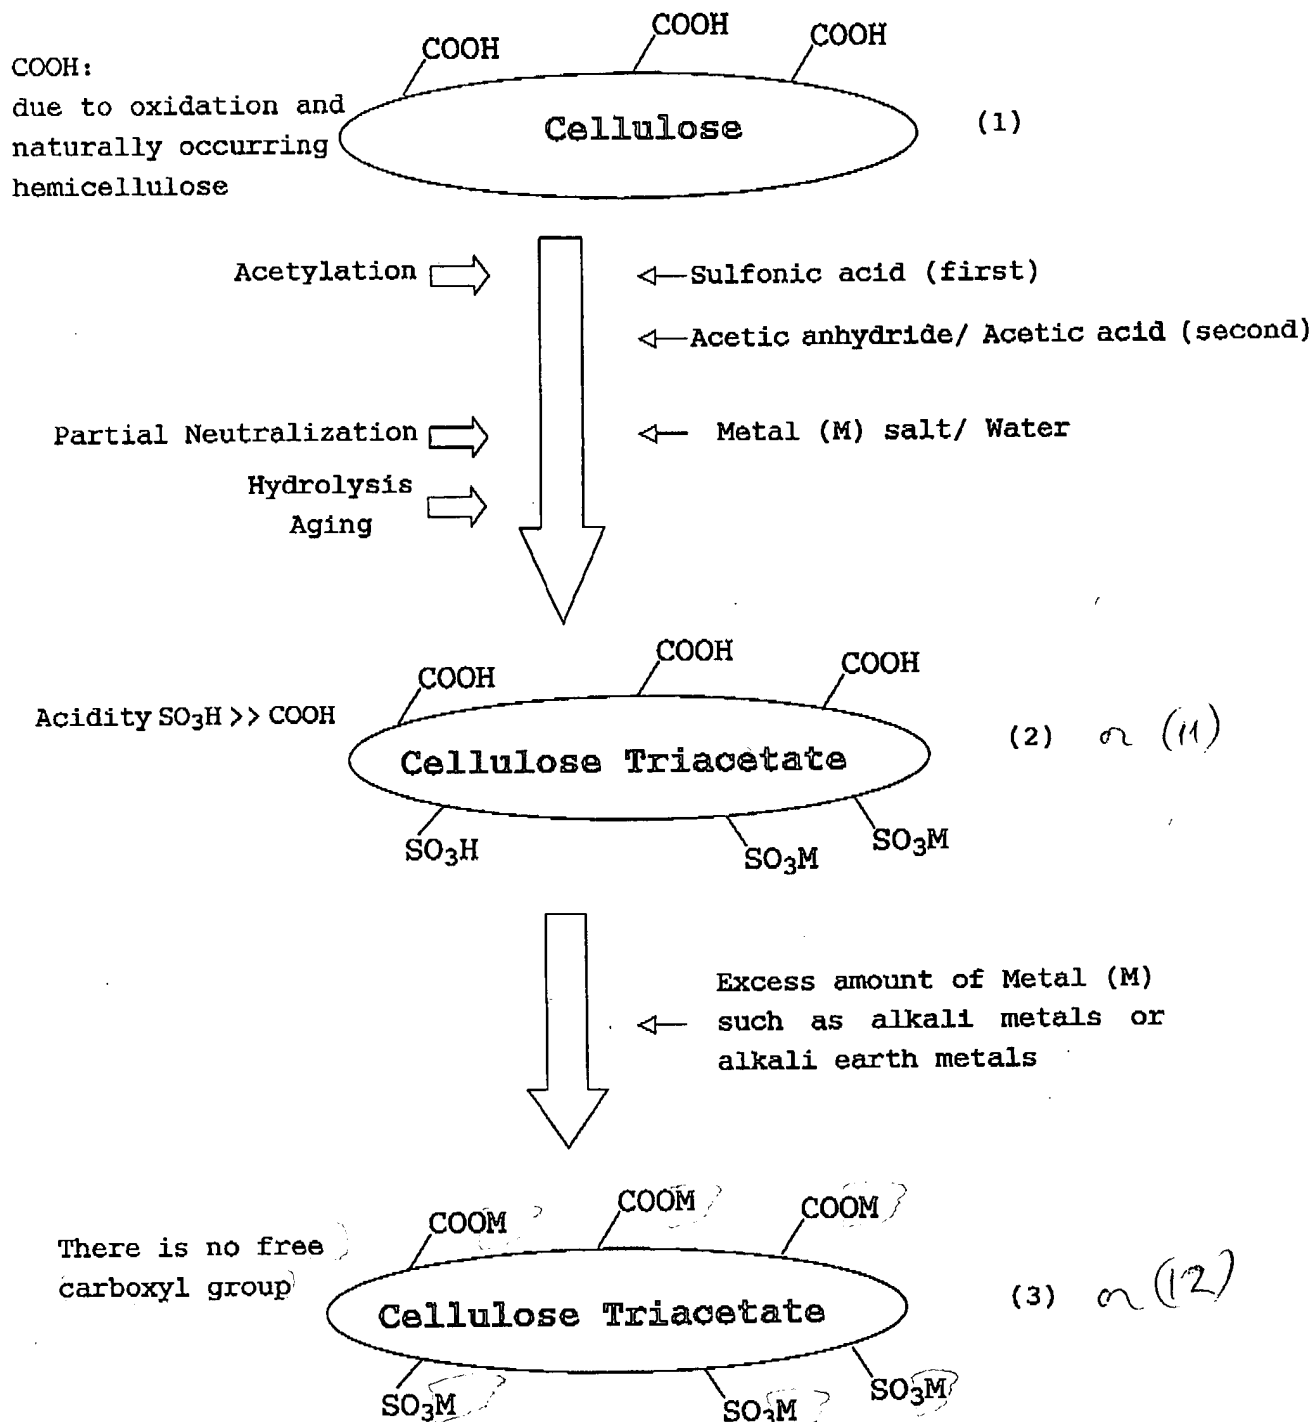 COOH COOH COOH
COOH:
due to oxidation and
naturally occurring
hemicellulose
Cellulose (1)
Acetylation Sulfonic acid (first)
Acetic anhydride/ Acetic acid (second)
Partial Neutralization Metal (M) salt/ Water
Hydrolysis
Aging
COOH COOH COOH
Acidity SO₃H >> COOH
Cellulose Triacetate (2) or (11)
SO₃H SO₃M SO₃M
Excess amount of Metal (M)
such as alkali metals or
alkali earth metals
COOM COOM COOM
There is no free
carboxyl group
Cellulose Triacetate (3) or (12)
SO₃M SO₃M SO₃M